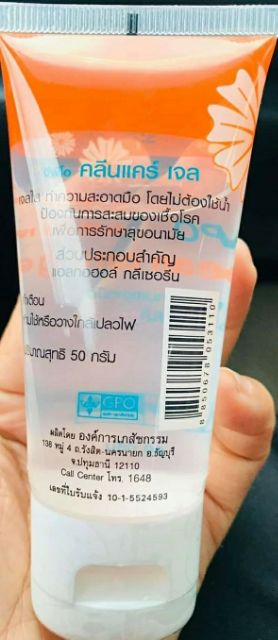 จีพีโอ คลีนแคร์ เจล
เจลใส ทำความสะอาดมือ โดยไม่ต้องใช้น้ำ
ป้องกันการสะสมของเชื้อโรค
เพื่อการรักษาสุขอนามัย
ส่วนประกอบสำคัญ
แอลกอฮอล์ กลีเซอรีน
คำเตือน
ห้ามใช้หรือวางใกล้เปลวไฟ
ปริมาณสุทธิ 50 กรัม
8 850678 053110
GPO
ผลิตโดย องค์การเภสัชกรรม
138 หมู่ 4 ถ.รังสิต-นครนายก อ.ธัญบุรี
จ.ปทุมธานี 12110
Call Center โทร. 1648
เลขที่ใบรับแจ้ง 10-1-5524593